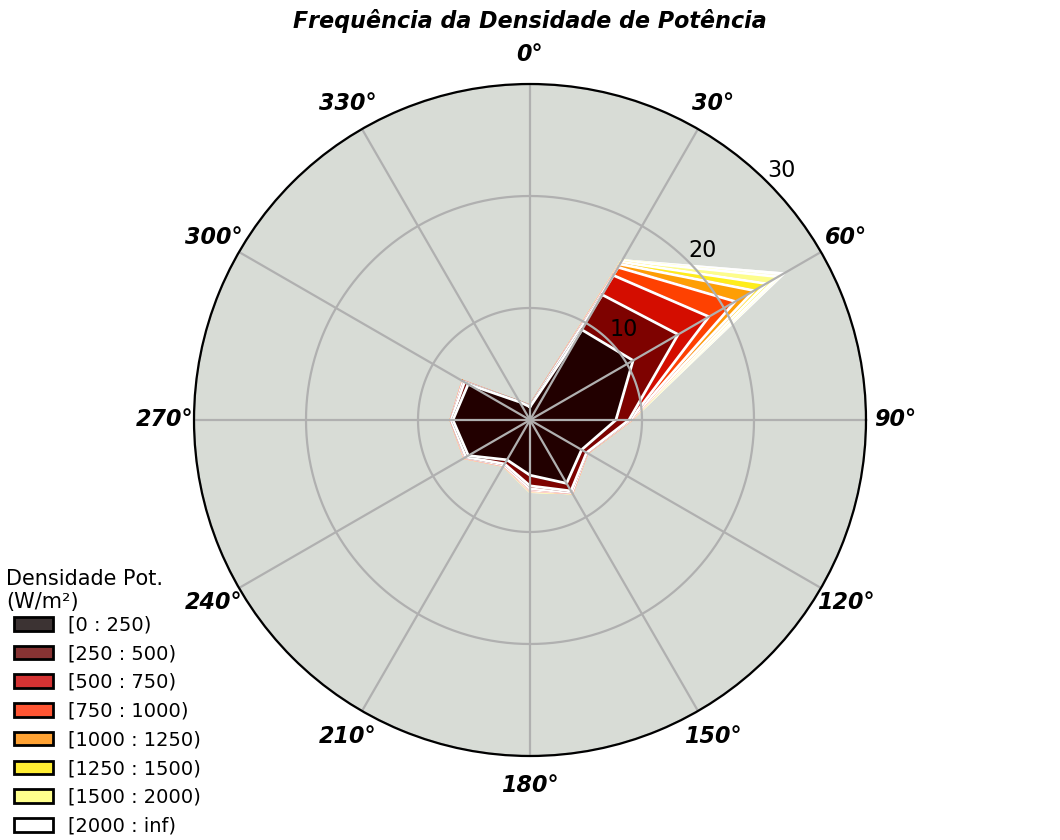 Frequência da Densidade de Potência
0°
330°
30°
30
300°
60°
20
10
270°
90°
Densidade Pot.
(W/m²)
240°
120°
[0 : 250)
[250 : 500)
[500 : 750)
[750 : 1000)
210°
150°
[1000 : 1250)
[1250 : 1500)
180°
[1500 : 2000)
[2000 : inf)